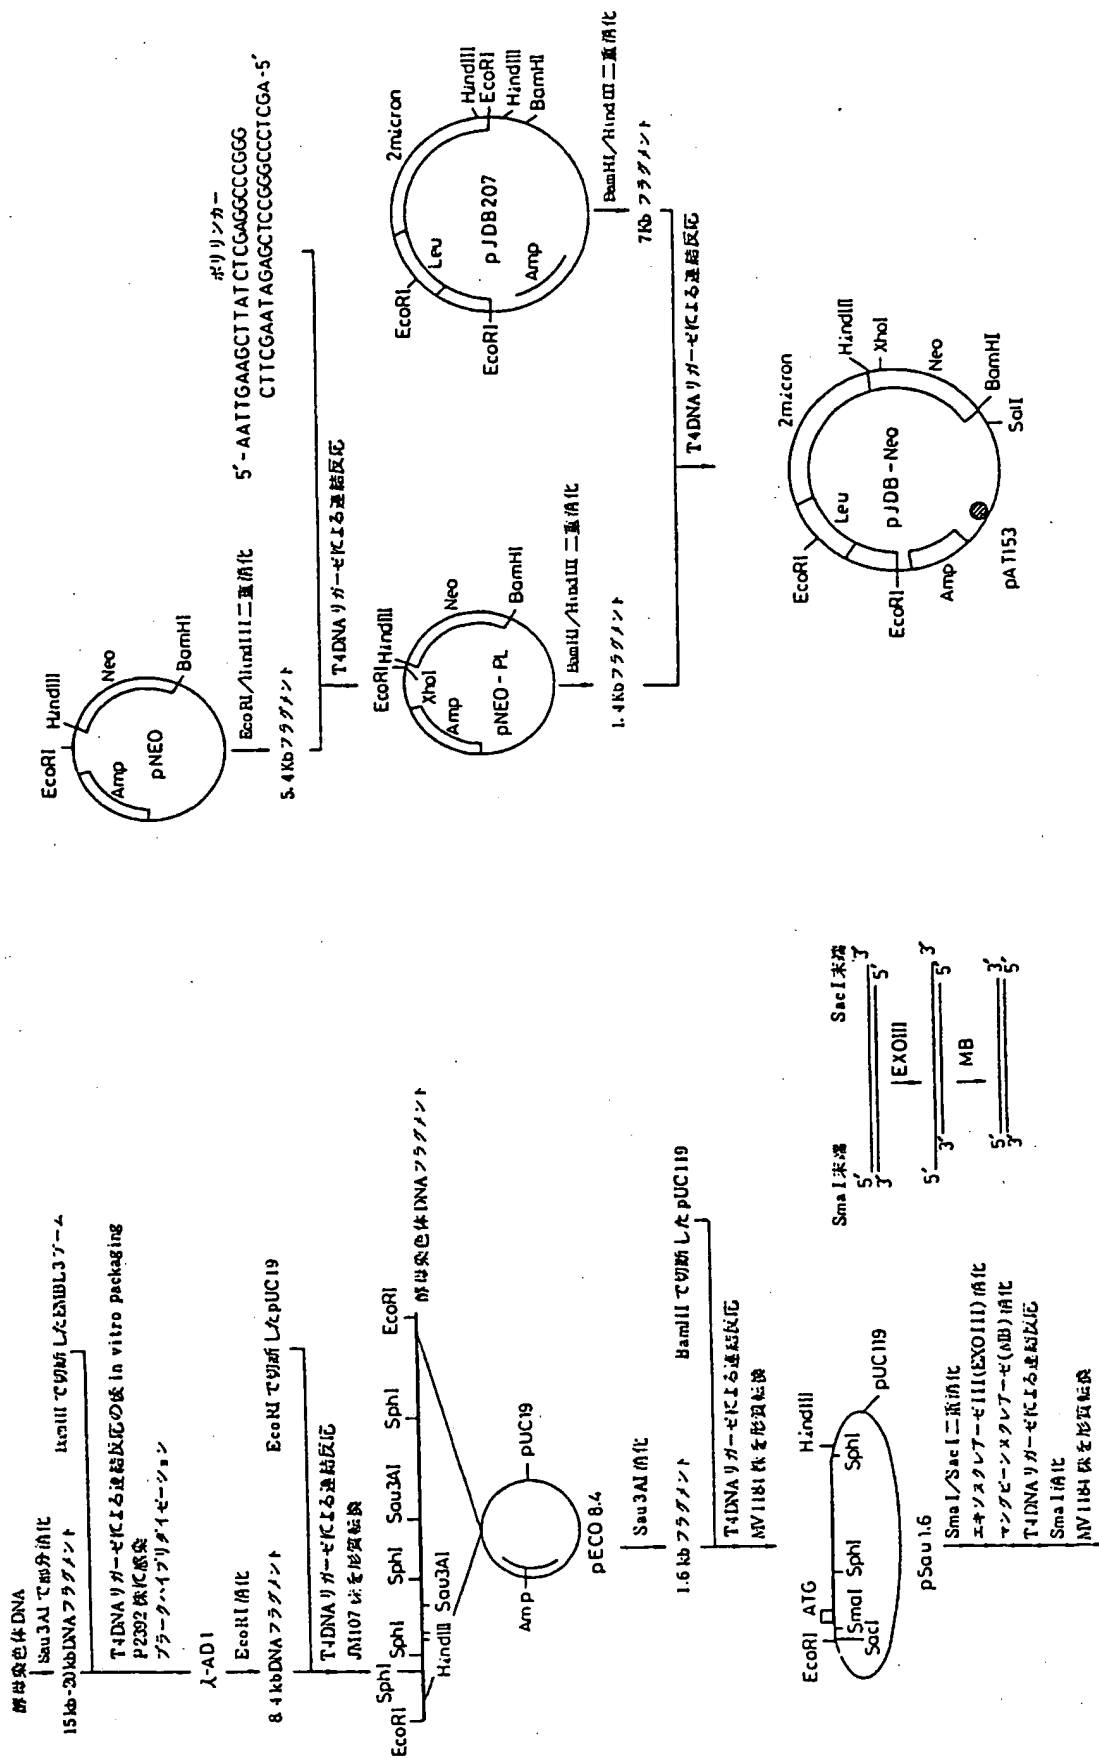 酵母染色体DNA
Sau3AIで部分消化
15kb-20kbDNAフラグメント
BamHIで切断したEMBL3アーム
T4DNAリガーゼによる連結反応の後in vitro packaging
P2392株に感染
プラークハイブリダイゼーション
λ-AD1
EcoRI消化
8.4kbDNAフラグメント
EcoRIで切断したpUC19
T4DNAリガーゼによる連結反応
JM107株を形質転換
EcoRI
SphI
SphI
HindIII
SphI
Sau3AI
Sau3AI
SphI
EcoRI
酵母染色体DNAフラグメント
Amp
pUC19
pECO8.4
Sau3AI消化
1.6kbフラグメント
BamHIで切断したpUC119
T4DNAリガーゼによる連結反応
MV1184株を形質転換
EcoRI
ATG
SmaI
SacI
SphI
HindIII
SphI
pUC119
pSau1.6
SmaI/SacI二重消化
エキソヌクレアーゼIII(EXOIII)消化
マングビーンヌクレアーゼ(MB)消化
T4DNAリガーゼによる連結反応
SmaI消化
MV1184株を形質転換
SmaI末端
SacI末端
5′
3′
3′
5′
EXOIII
5′
3′
3′
5′
MB
5′
3′
3′
5′
EcoRI
HindIII
Neo
Amp
pNEO
BamHI
EcoRI/HindIII二重消化
5.4Kbフラグメント
ポリリンカー
5′-AATTGAAGCTTATCTCGAGGCCCGGG
CTTCGAATAGAGCTCCGGGCCCTCGA-5′
T4DNAリガーゼによる連結反応
EcoRI
HindIII
XhoI
Neo
Amp
pNEO-PL
BamHI
BamHI/HindIII二重消化
1.4Kbフラグメント
2micron
HindIII
EcoRI
HindIII
BamHI
EcoRI
Leu
pJDB207
Amp
EcoRI
BamHI/HindIII二重消化
7Kbフラグメント
T4DNAリガーゼによる連結反応
2micron
HindIII
XhoI
Neo
BamHI
SalI
EcoRI
Leu
pJDB-Neo
EcoRI
Amp
pAT153